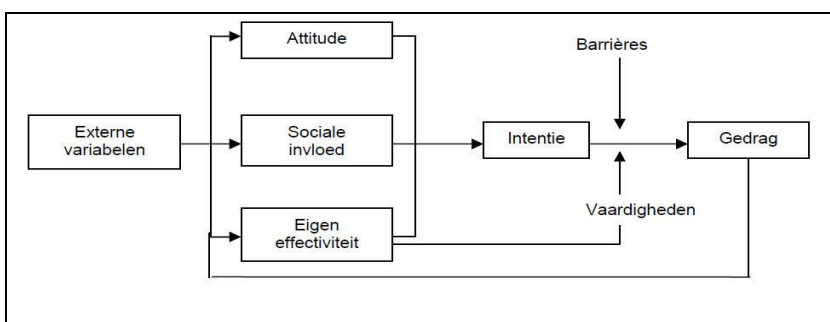 Attitude
Barrières
Externe
variabelen
Sociale
invloed
Intentie
Gedrag
Vaardigheden
Eigen
effectiviteit